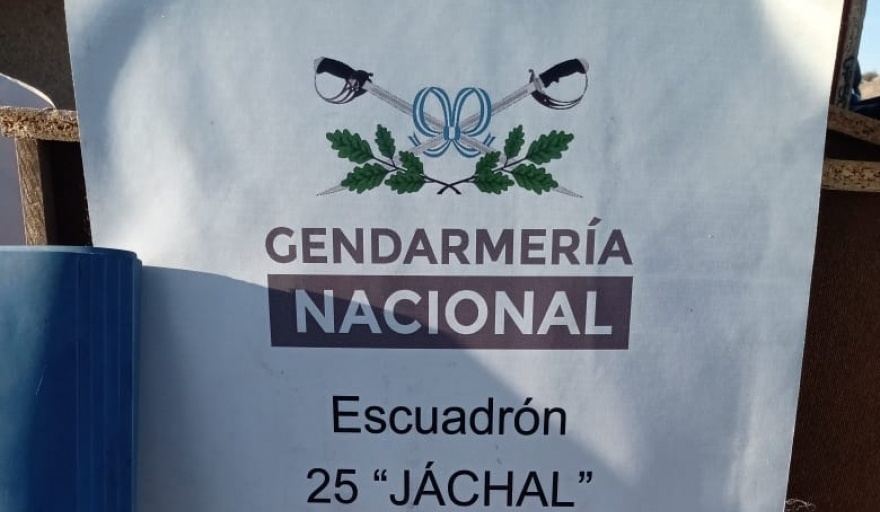 GENDARMERÍA
NACIONAL
Escuadrón
25 “JÁCHAL”